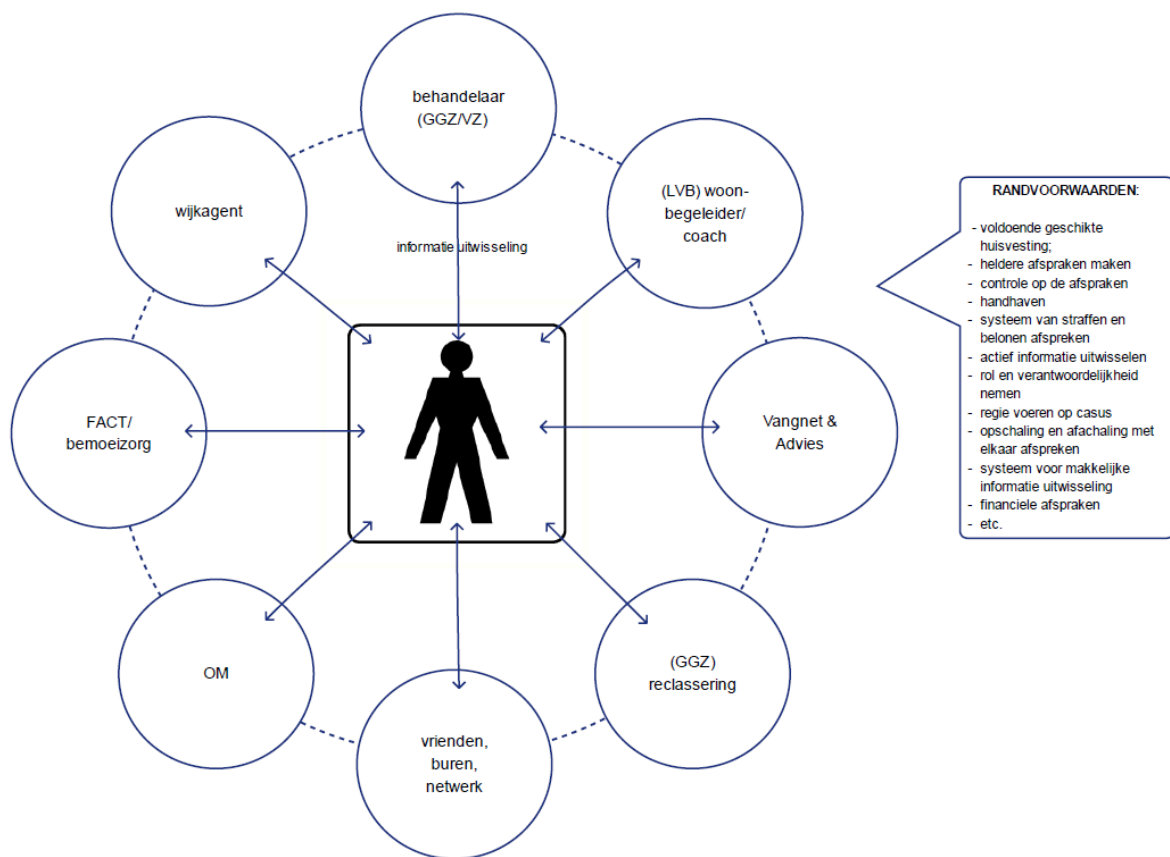 behandelaar
(GGZ/VZ)
(LVB) woon-
begeleider/
coach
wijkagent
informatie uitwisseling
FACT/
bemoeizorg
Vangnet &
Advies
OM
(GGZ)
reclassering
vrienden,
buren,
netwerk
RANDVOORWAARDEN:
- voldoende geschikte
huisvesting;
- heldere afspraken maken
- controle op de afspraken
- handhaven
- systeem van straffen en
belonen afspreken
- actief informatie uitwisselen
- rol en verantwoordelijkheid
nemen
- regie voeren op casus
- opschaling en afachaling met
elkaar afspreken
- systeem voor makkelijke
informatie uitwisseling
- financiele afspraken
- etc.